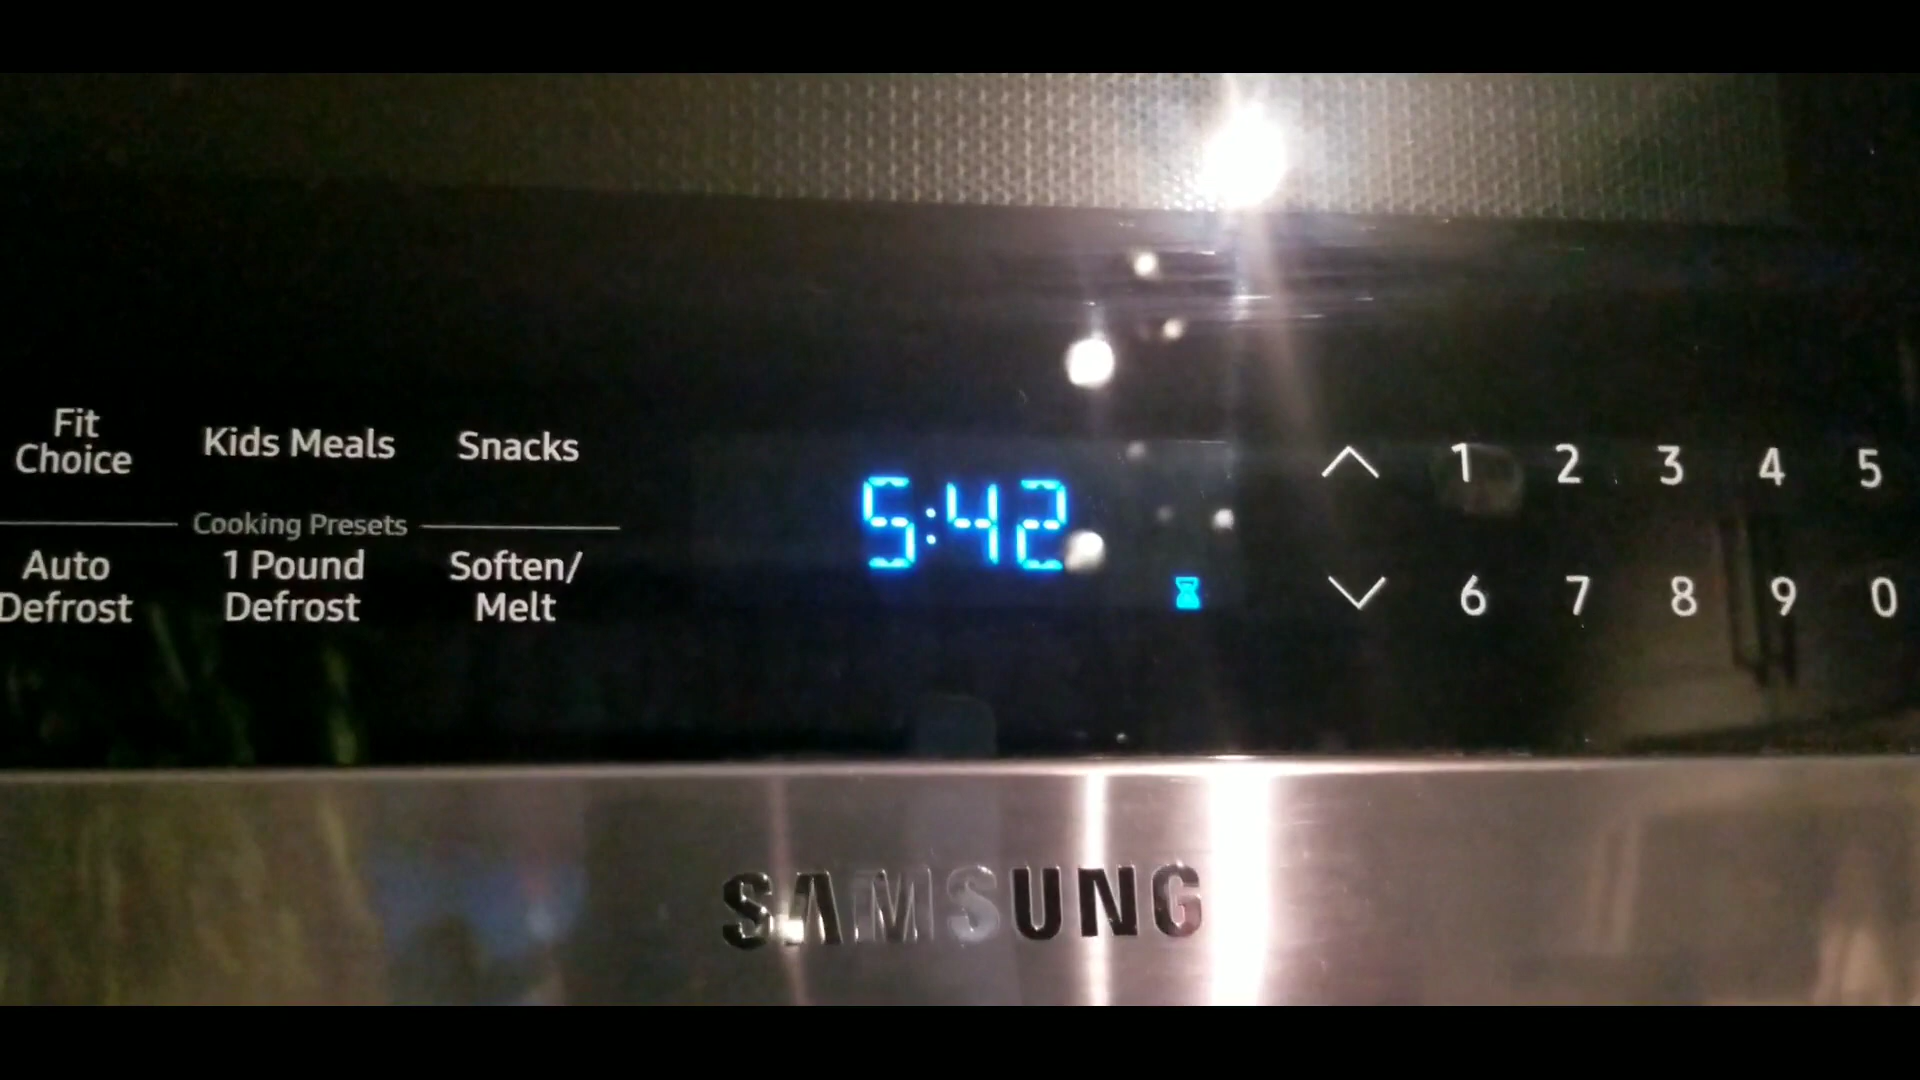 Fit
Choice
Kids Meals
Snacks
Cooking Presets
Auto
Defrost
1 Pound
Defrost
Soften/
Melt
5:42
1 2 3 4 5
6 7 8 9 0
SAMSUNG